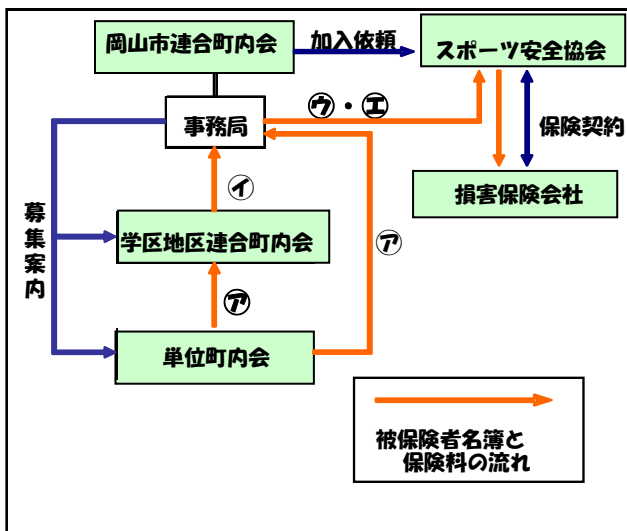 岡山市連合町内会
加入依頼
スポーツ安全協会
事務局
㋒・㋓
保険契約
㋑
損害保険会社
募集案内
学区地区連合町内会
㋐
㋐
単位町内会
被保険者名簿と
保険料の流れ